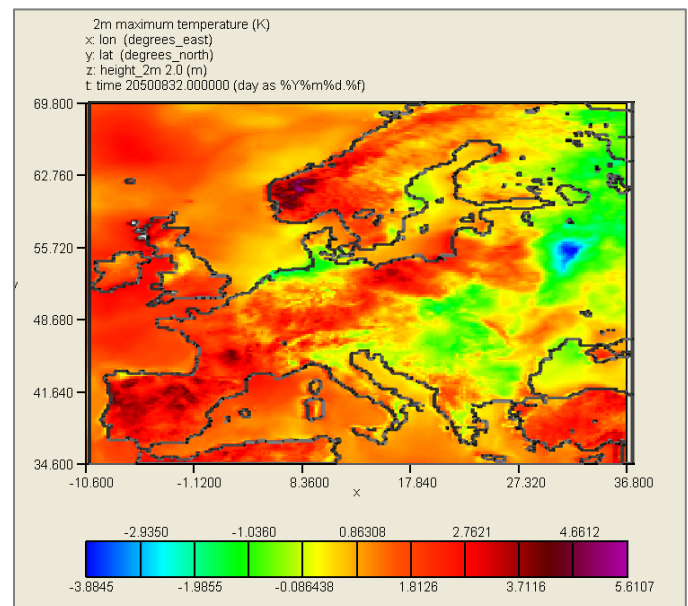 2m maximum temperature (K)
x: lon (degrees_east)
y: lat (degrees_north)
z: height_2m 2.0 (m)
t: time 20500832.000000 (day as %Y%m%d.%f)
69.800
62.760
55.720
48.680
41.640
34.600
-10.600 -1.1200 8.3600 17.840 27.320 36.800
x
-2.9350 -1.0360 0.86308 2.7621 4.6612
-3.8845 -1.9855 -0.086438 1.8126 3.7116 5.6107